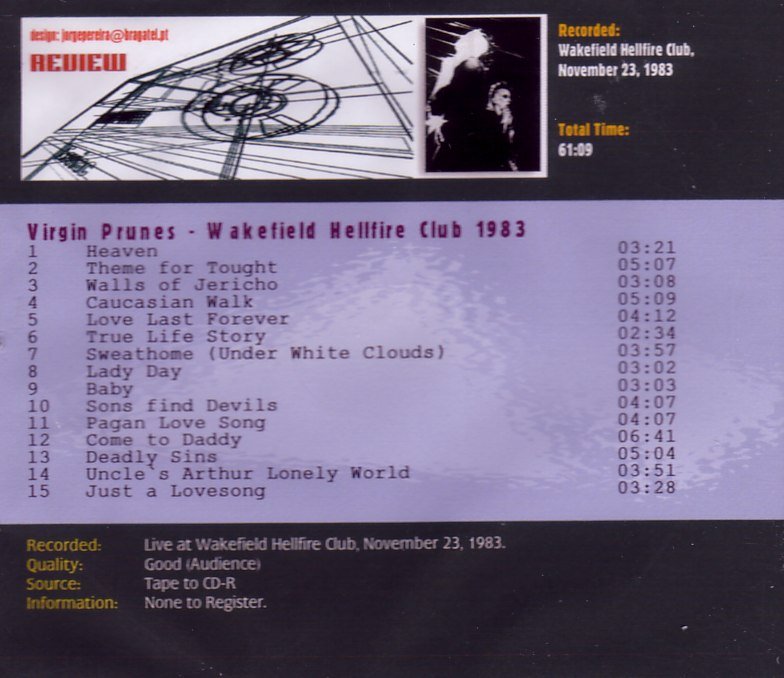 design: jorgepereira@bragatel.pt
REVIEW
Recorded:
Wakefield Hellfire Club,
November 23, 1983
Total Time:
61:09
Virgin Prunes - Wakefield Hellfire Club 1983
1 Heaven 03:21
2 Theme for Tought 05:07
3 Walls of Jericho 03:08
4 Caucasian Walk 05:09
5 Love Last Forever 04:12
6 True Life Story 02:34
7 Sweathome (Under White Clouds) 03:57
8 Lady Day 03:02
9 Baby 03:03
10 Sons find Devils 04:07
11 Pagan Love Song 04:07
12 Come to Daddy 06:41
13 Deadly Sins 05:04
14 Uncle`s Arthur Lonely World 03:51
15 Just a Lovesong 03:28
Recorded: Live at Wakefield Hellfire Club, November 23, 1983.
Quality: Good (Audience)
Source: Tape to CD-R
Information: None to Register.